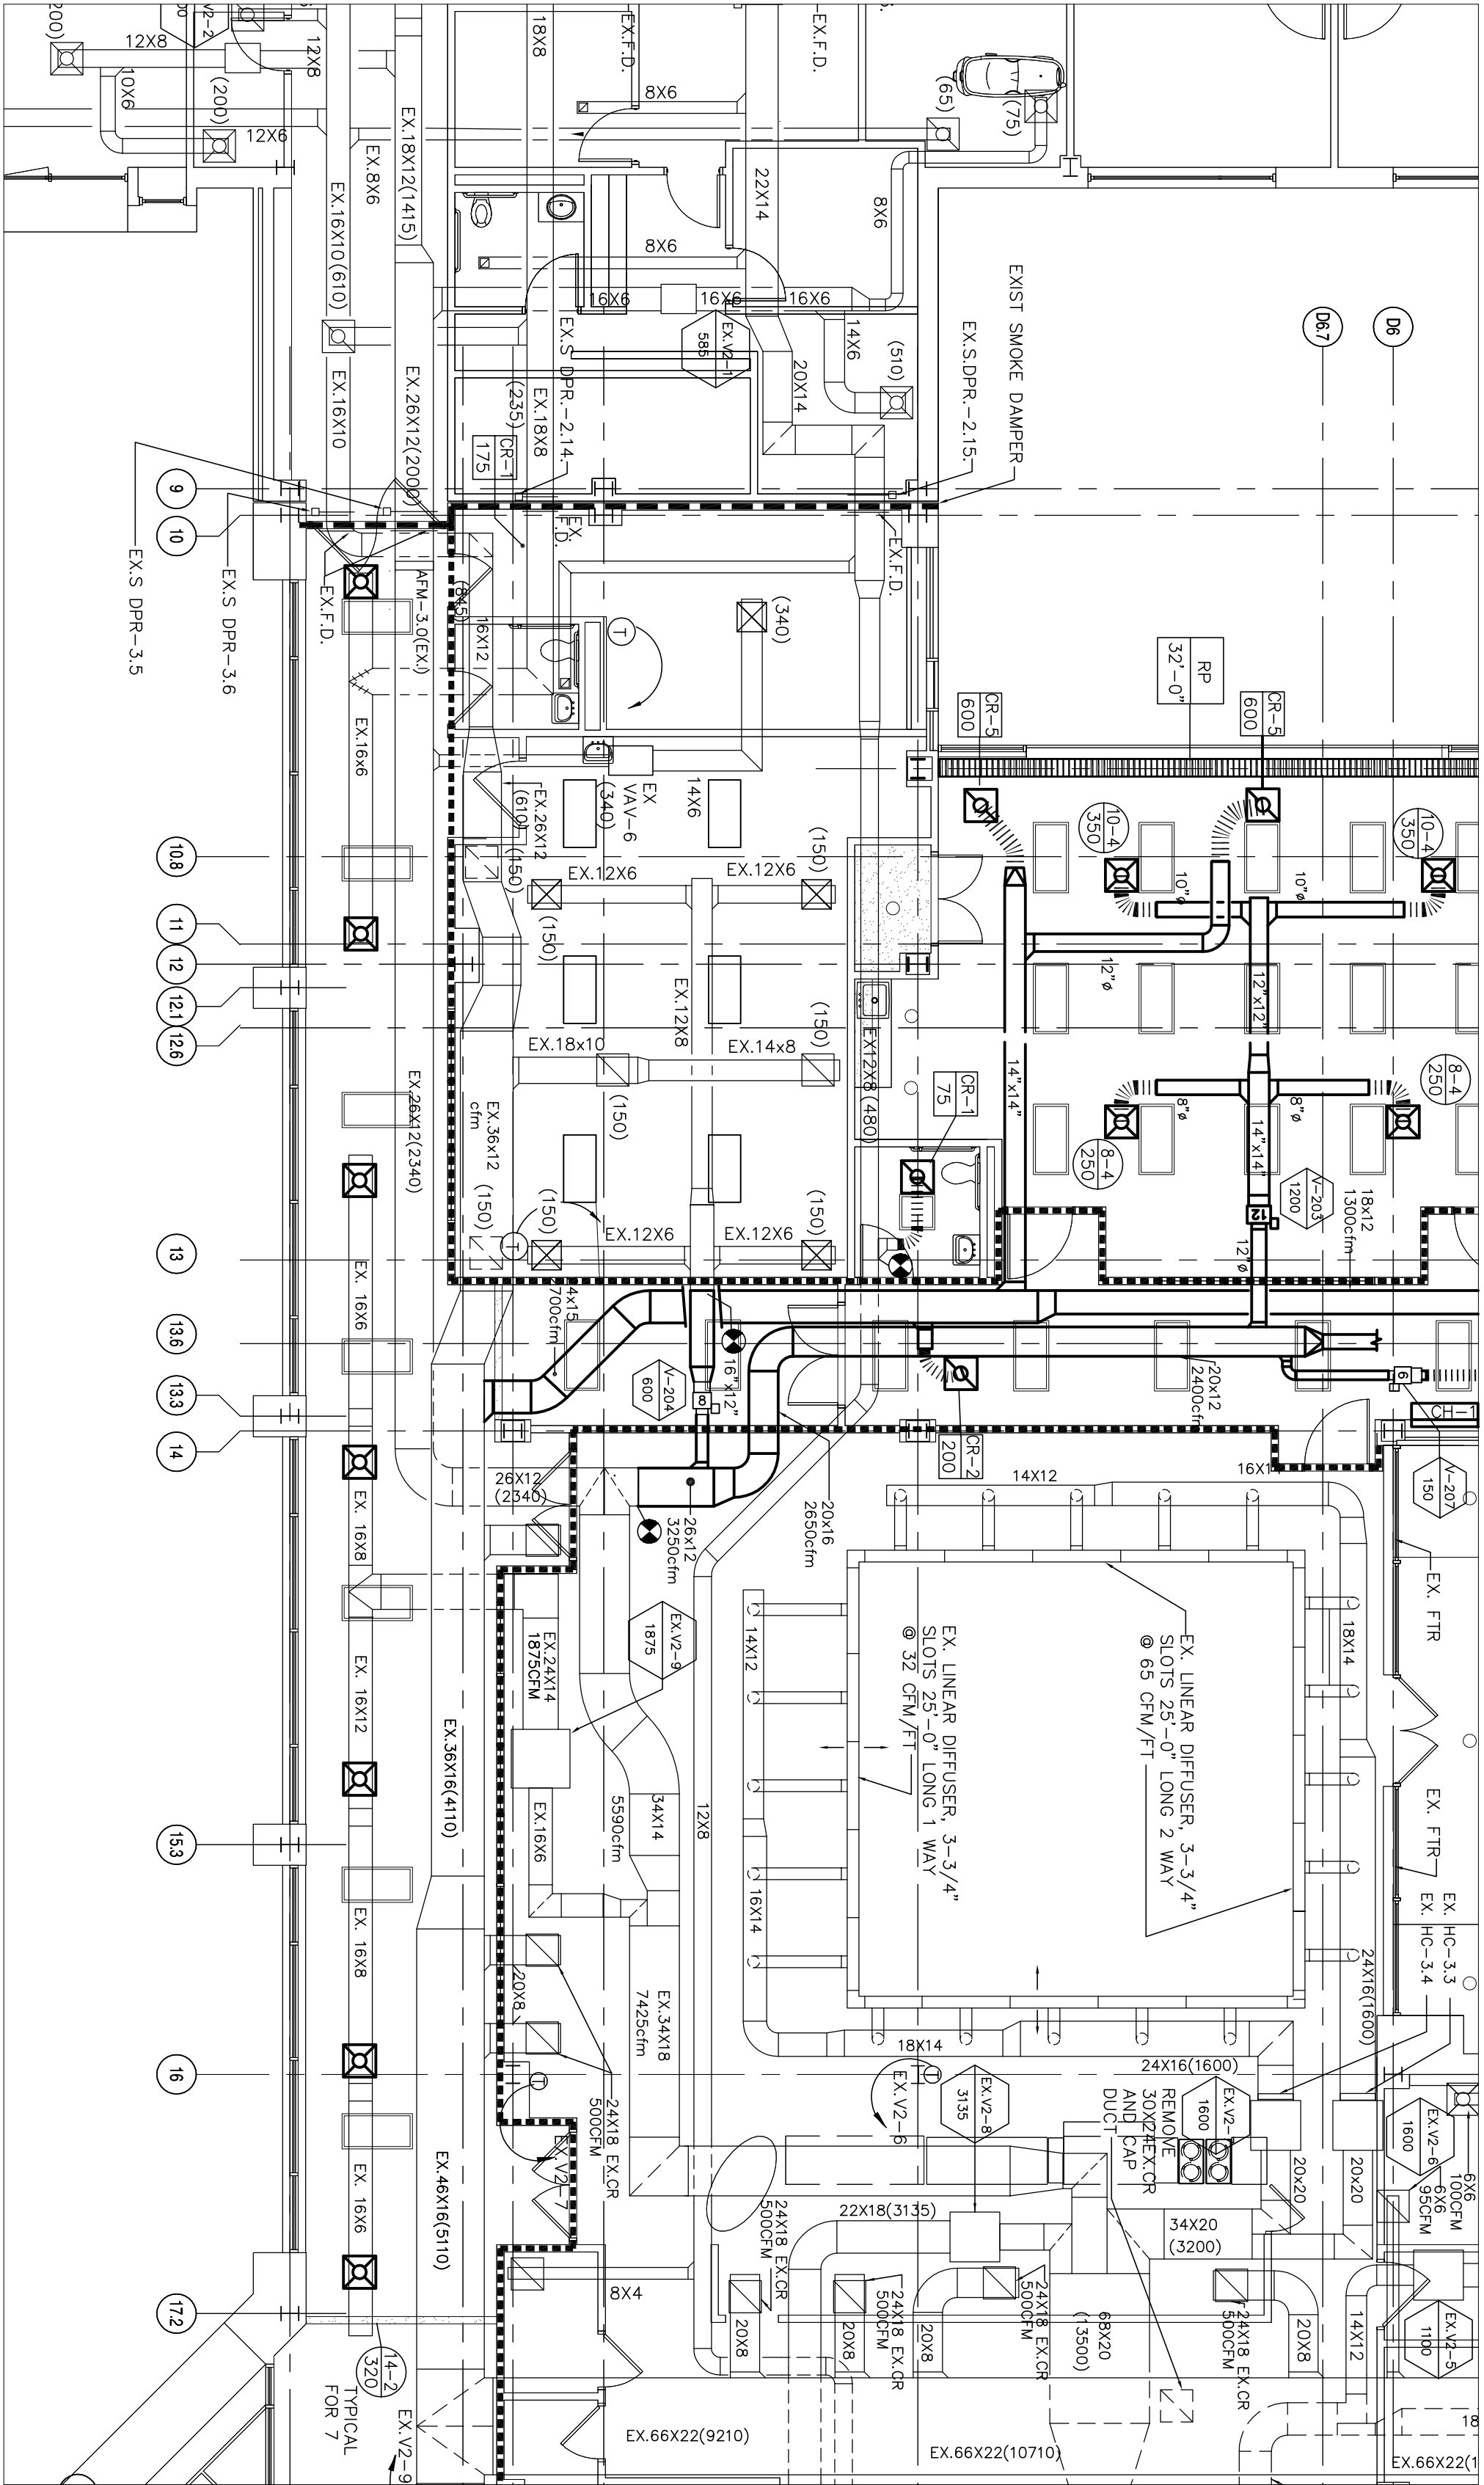 200)
12X8
V2-2
00
12X8
10X6
(200)
12X6
EX.8X6
EX.18X12(1415)
EX.16X10(610)
EX.16X10
EX.26X12(2000)
18X8
EX.F.D.
8X6
EX.F.D.
(65)
(75)
22X14
8X6
8X6
16X6
16X6
16X6
14X6
(510)
20X14
EX.V2-1
585
EX.S DPR.-2.14.
EX.18X8
(235)
CR-1
175
EX.S.DPR.-2.15.
EXIST SMOKE DAMPER
D6.7
D6
9
10
EX.S DPR-3.5
EX.S DPR-3.6
EX.F.D.
AFM-3.0(EX.)
(845)
16X12
EX.
F.D.
EX.F.D.
T
(340)
RP
32'-0"
CR-5
600
CR-5
600
EX.16x6
EX.26X12
(610)
EX
VAV-6
(340)
14X6
(150)
10.8
11
12
12.1
12.6
EX.12X6
EX.12X6
(150)
(150)
10-4
350
10-4
350
10"ø
10"ø
12"ø
12"x12"
EX.12X8
EX.18x10
EX.14x8
(150)
(150)
EX12X8(480)
CR-1
75
14"x14"
8"ø
8"ø
8-4
250
8-4
250
14"x14"
V-203
1200
18x12
1300cfm
12
12"ø
EX.26X12(2340)
EX.36x12
cfm
(150)
(150)
T
EX.12X6
EX.12X6
(150)
13
EX. 16X6
13.6
13.3
14
700cfm
16"x12"
V-204
600
8
20x12
2400cfm
6
CH-1
CR-2
200
V-207
150
26X12
(2340)
26x12
3250cfm
20x16
2650cfm
14X12
EX. 16X8
EX.24X14
1875CFM
EX.V2-9
1875
14X12
EX. LINEAR DIFFUSER, 3-3/4"
SLOTS 25'-0" LONG 1 WAY
@ 32 CFM/FT
EX. LINEAR DIFFUSER, 3-3/4"
SLOTS 25'-0" LONG 2 WAY
@ 65 CFM/FT
18X14
EX. FTR
EX. FTR
EX. 16X12
EX.36X16(4110)
EX.16X6
5590cfm
34X14
12X8
16X14
15.3
EX. 16X8
20X8
EX.34X18
7425cfm
18X14
24X16(1600)
24X16(1600)
EX. HC-3.3
EX. HC-3.4
16
T
24X18 EX.CR
500CFM
T
EX.V2-6
EX.V2-8
3135
REMOVE
30X24EX.CR
AND CAP
DUCT
1600
EX.V2-6
1600
6X6
100CFM
6X6
95CFM
EX. 16X6
EX.46X16(5110)
20x20
20x20
22X18(3135)
34X20
(3200)
24X18 EX.CR
500CFM
24X18 EX.CR
500CFM
24X18 EX.CR
500CFM
24X18 EX.CR
500CFM
17.2
8X4
20X8
20X8
20X8
68X20
(13500)
20X8
14X12
EX.V2-5
1100
14-2
320
TYPICAL
FOR 7
EX.V2-9
EX.66X22(9210)
EX.66X22(10710)
18
EX.66X22(1